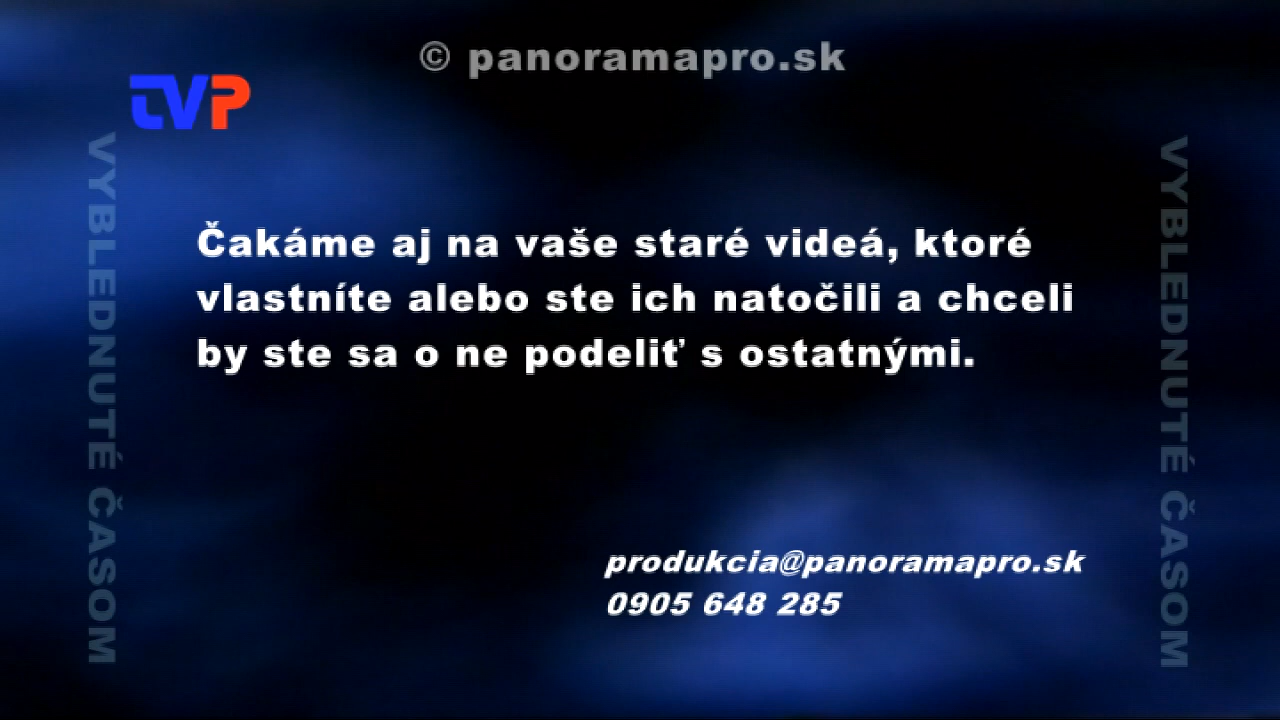 © panoramapro.sk
TVP
VYBLEDNUTÉ ČASOM
Čakáme aj na vaše staré videá, ktoré
vlastníte alebo ste ich natočili a chceli
by ste sa o ne podeliť s ostatnými.
produkcia@panoramapro.sk
0905 648 285
VYBLEDNUTÉ ČASOM